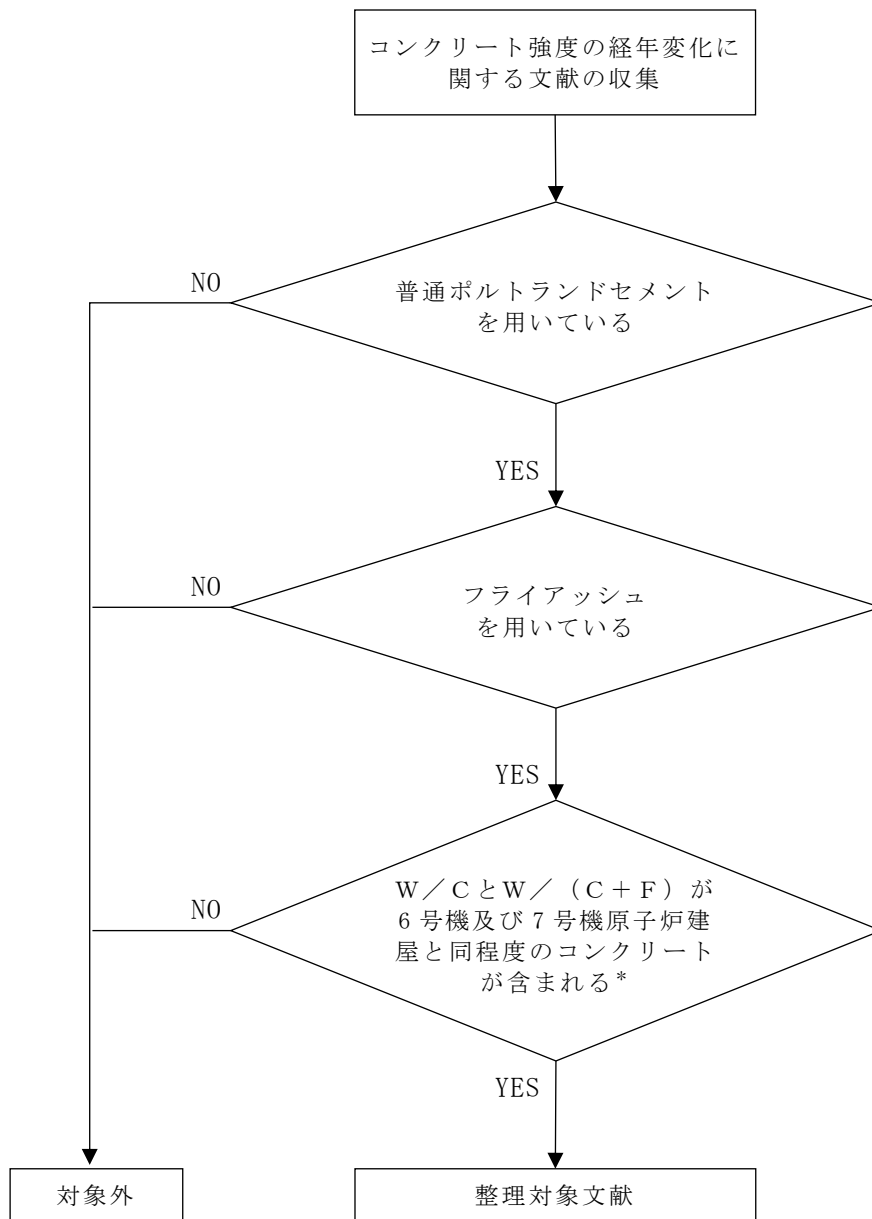 コンクリート強度の経年変化に
関する文献の収集
NO
普通ポルトランドセメント
を用いている
YES
NO
フライアッシュ
を用いている
YES
NO
W/CとW/(C+F)が
6号機及び7号機原子炉建
屋と同程度のコンクリート
が含まれる*
YES
対象外
整理対象文献